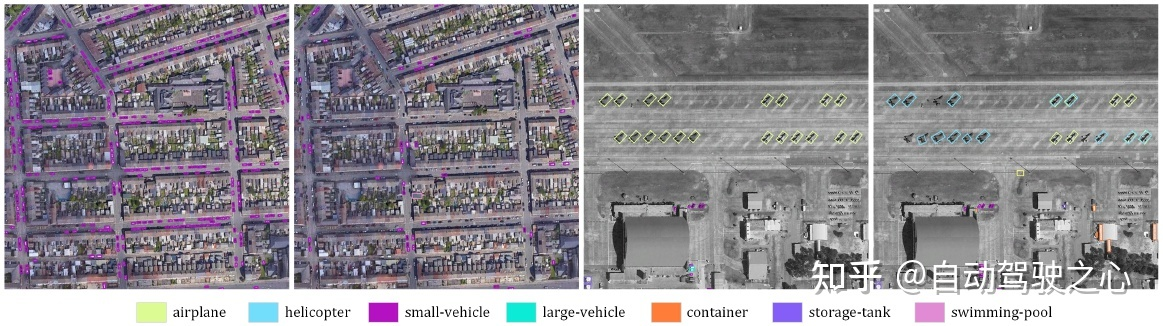 知乎 @自动驾驶之心
airplane helicopter small-vehicle large-vehicle container storage-tank swimming-pool